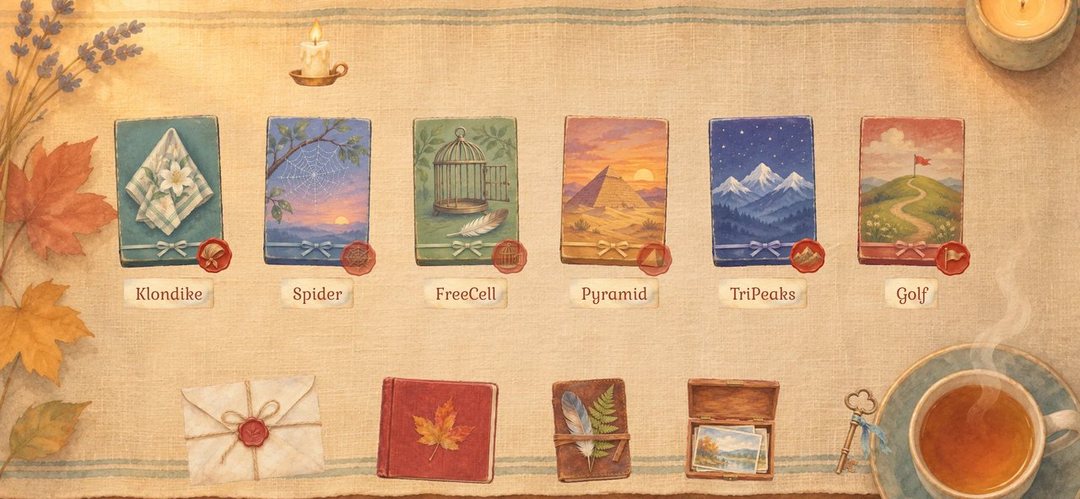 Klondike
Spider
FreeCell
Pyramid
TriPeaks
Golf